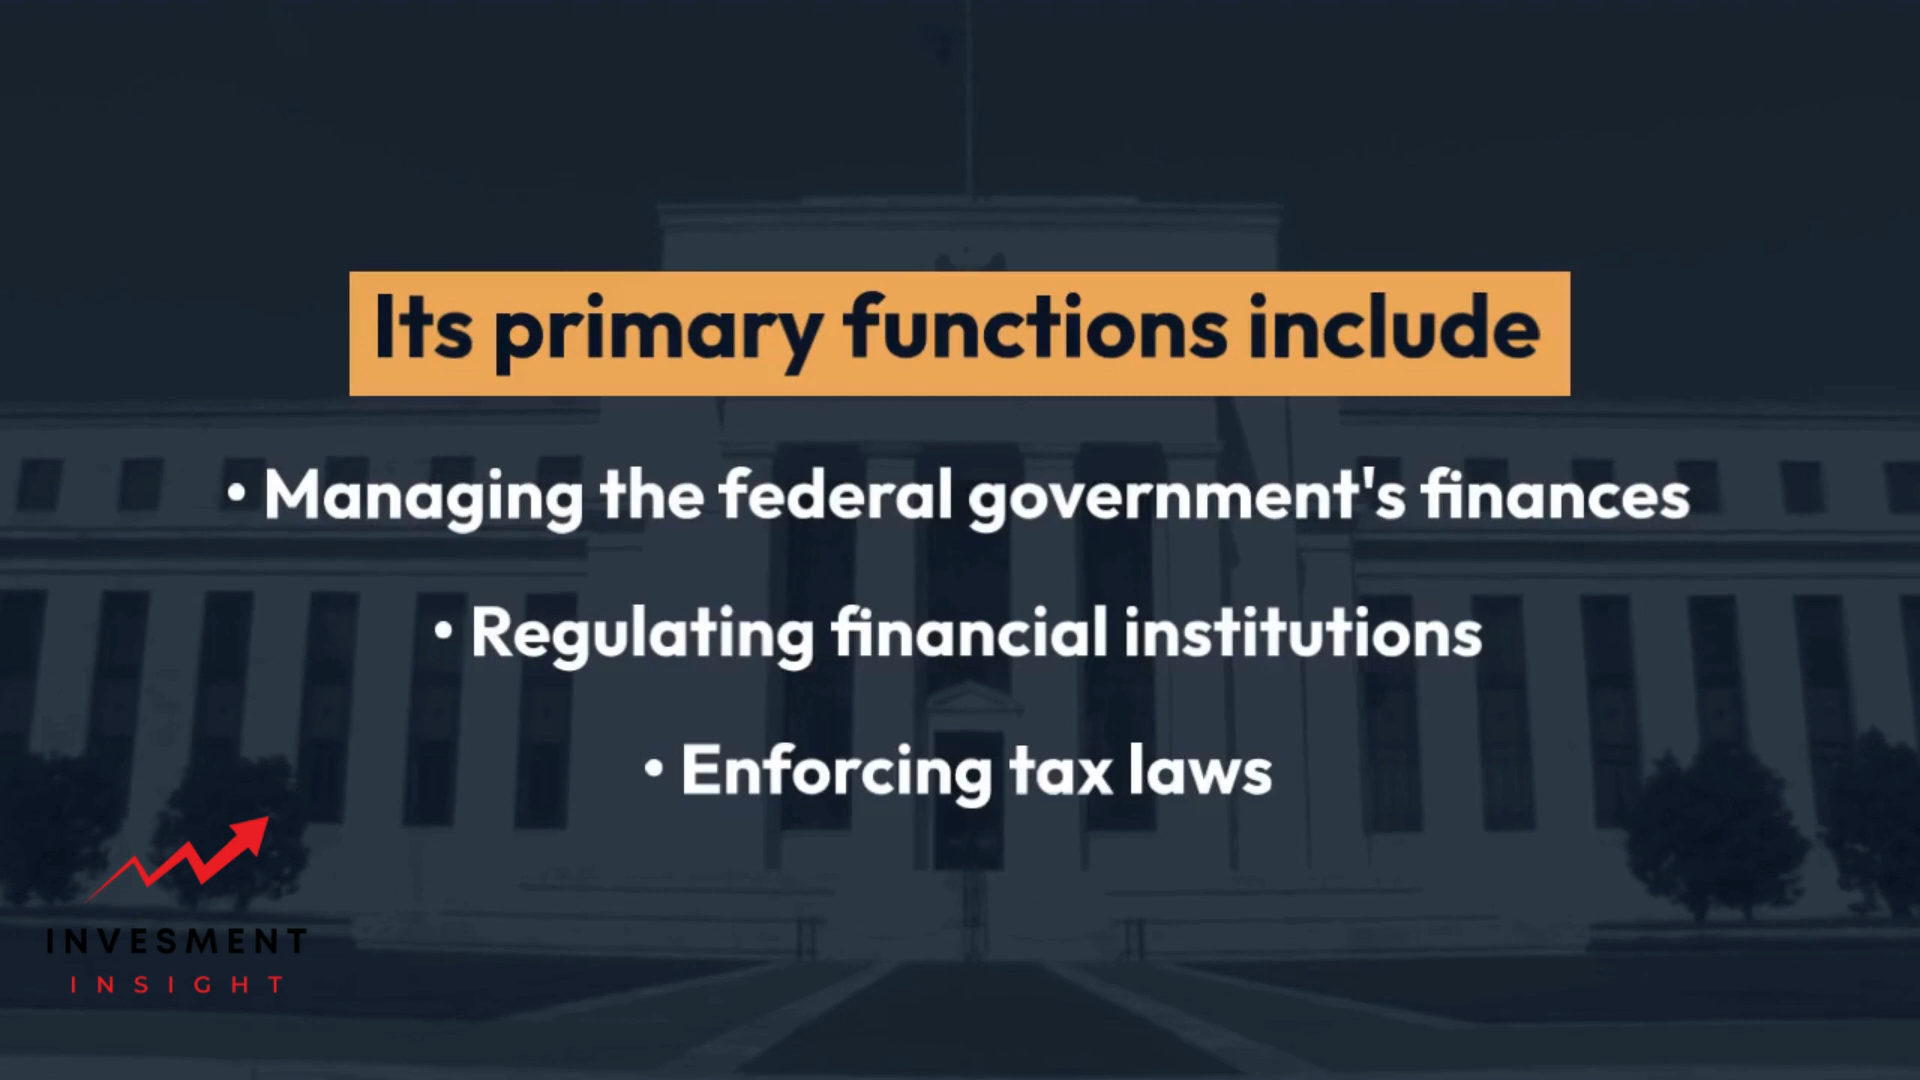 Its primary functions include
• Managing the federal government's finances
• Regulating financial institutions
• Enforcing tax laws
INVESMENT
INSIGHT